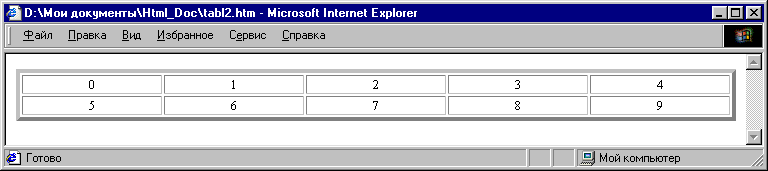 D:\Мои документы\Html_Doc\tabl2.htm - Microsoft Internet Explorer
Файл Правка Вид Избранное Сервис Справка
0 1 2 3 4
5 6 7 8 9
Готово Мой компьютер